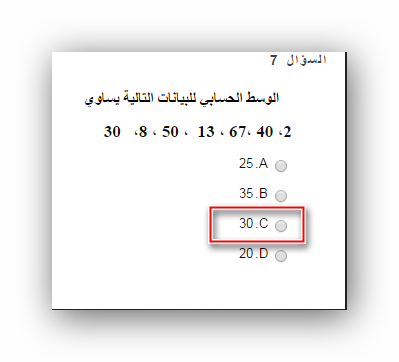 السؤال 7
الوسط الحسابي للبيانات التالية يساوي
2، 40 ،67 ، 13 ، 50 ، 8، 30
25.A
35.B
30.C
20.D